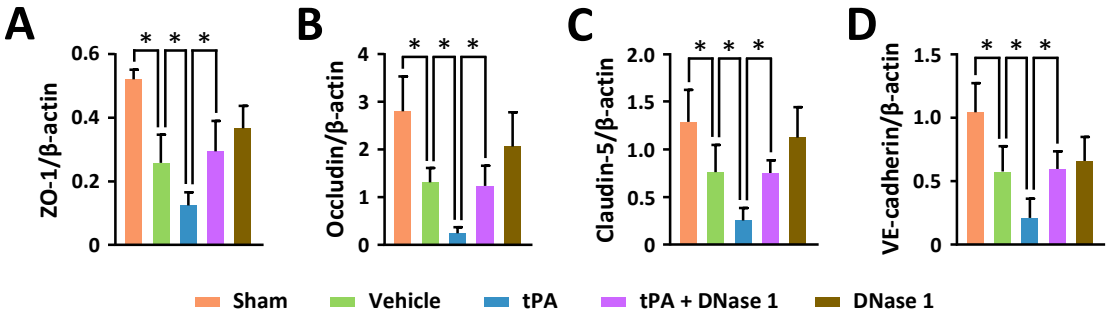 A
ZO-1/β-actin
0.6
0.4
0.2
0
* * *
B
Occludin/β-actin
4
3
2
1
0
* * *
C
Claudin-5/β-actin
2.0
1.5
1.0
0.5
0
* * *
D
VE-cadherin/β-actin
1.5
1.0
0.5
0
* * *
Sham Vehicle tPA tPA + DNase 1 DNase 1